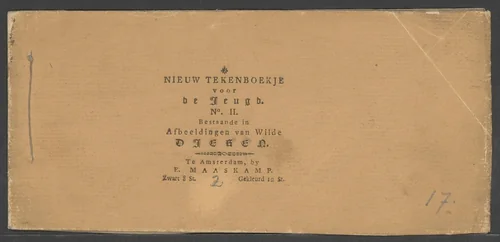 NIEUW TEKENBOEKJE
voor
de Jeugd.
No. II.
Bestaande in
Afbeeldingen van Wilde
DIEREN.
Te Amsterdam, by
E. MAASKAMP.
Zwart 8 St. 2 Gekleurd 12 St.
17.